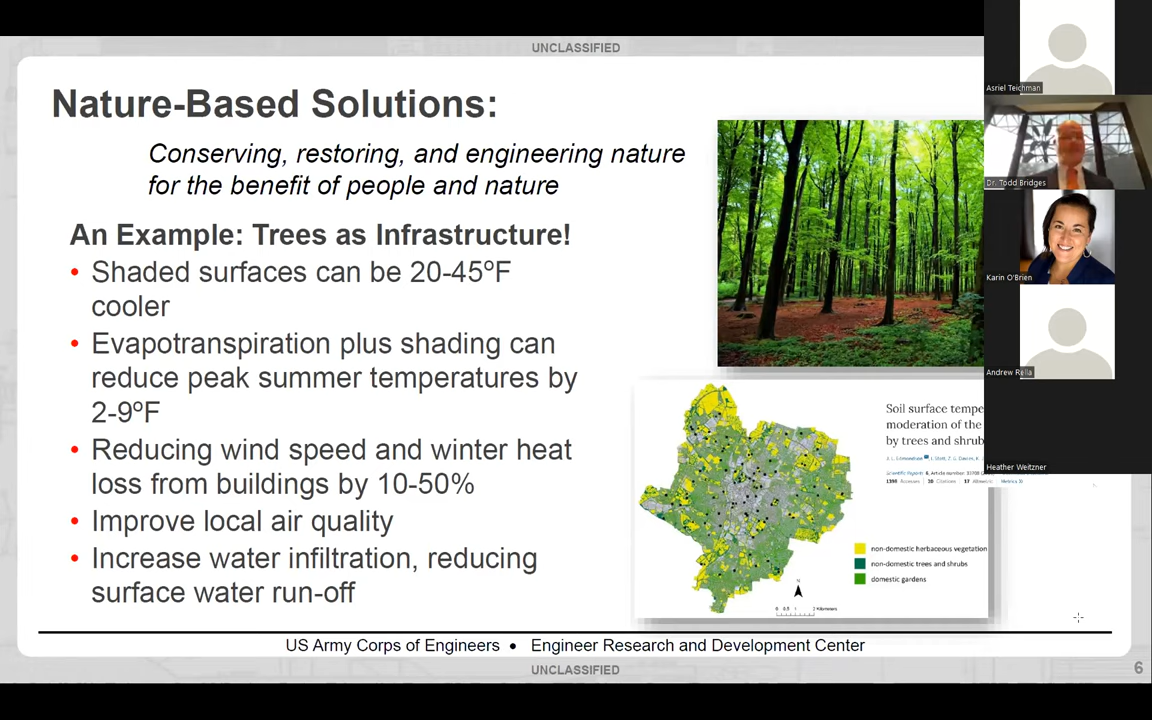 UNCLASSIFIED
Nature-Based Solutions:
Conserving, restoring, and engineering nature
for the benefit of people and nature
An Example: Trees as Infrastructure!
• Shaded surfaces can be 20-45ºF
cooler
• Evapotranspiration plus shading can
reduce peak summer temperatures by
2-9ºF
• Reducing wind speed and winter heat
loss from buildings by 10-50%
• Improve local air quality
• Increase water infiltration, reducing
surface water run-off
Soil surface tempe
moderation of the
by trees and shrub
non-domestic herbaceous vegetation
non-domestic trees and shrubs
domestic gardens
N
US Army Corps of Engineers • Engineer Research and Development Center
UNCLASSIFIED
6
Asriel Teichman
Dr. Todd Bridges
Karin O'Brien
Andrew Rella
Heather Weitzner